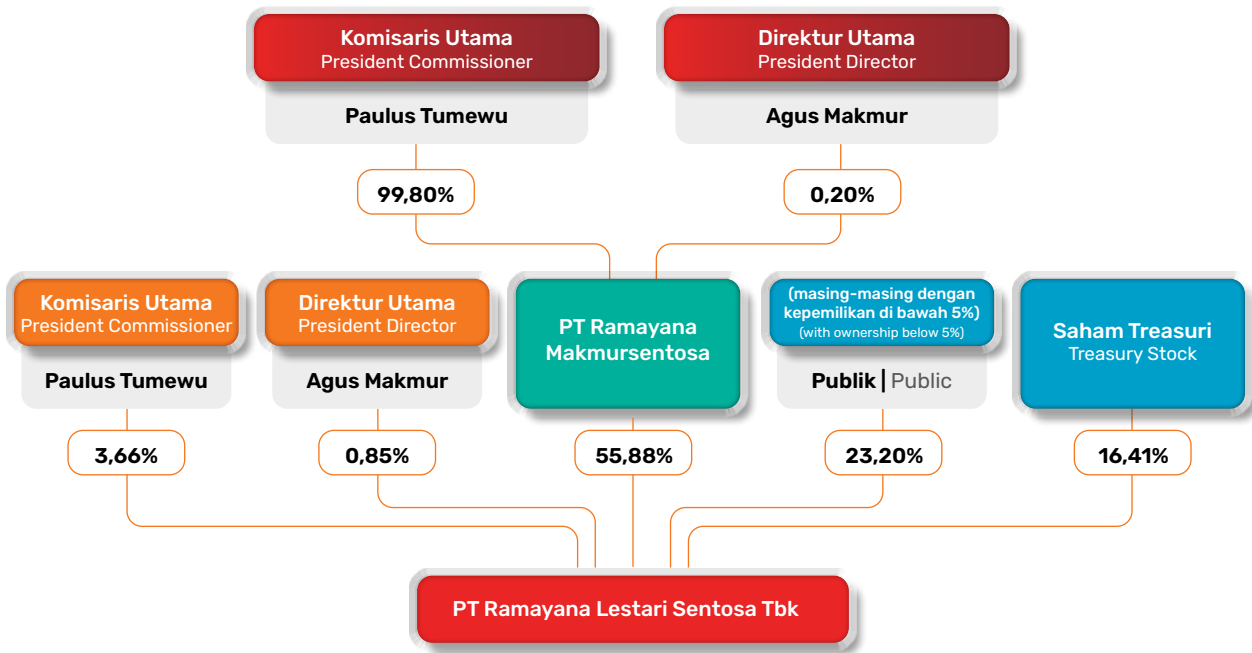 Komisaris Utama
President Commissioner
Paulus Tumewu
99,80%
Direktur Utama
President Director
Agus Makmur
0,20%
Komisaris Utama
President Commissioner
Paulus Tumewu
3,66%
Direktur Utama
President Director
Agus Makmur
0,85%
PT Ramayana
Makmursentosa
55,88%
(masing-masing dengan
kepemilikan di bawah 5%)
(with ownership below 5%)
Publik | Public
23,20%
Saham Treasuri
Treasury Stock
16,41%
PT Ramayana Lestari Sentosa Tbk